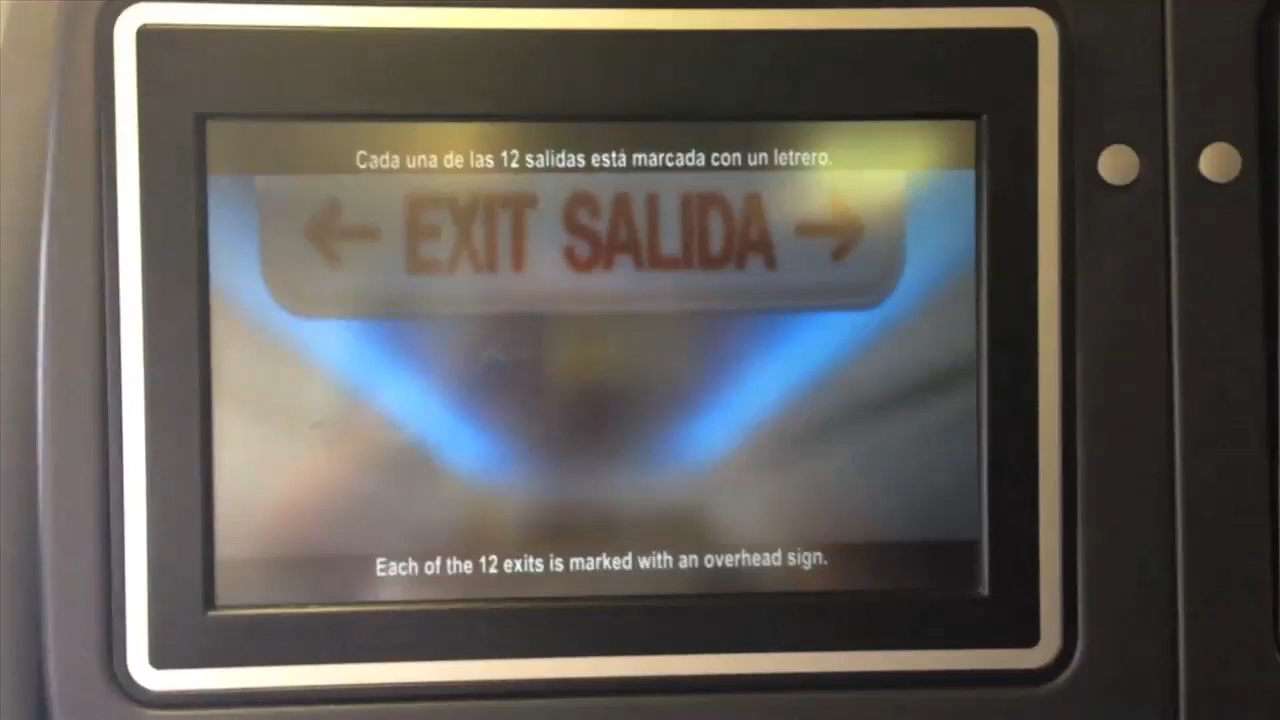 Cada una de las 12 salidas está marcada con un letrero.
← EXIT SALIDA →
Each of the 12 exits is marked with an overhead sign.